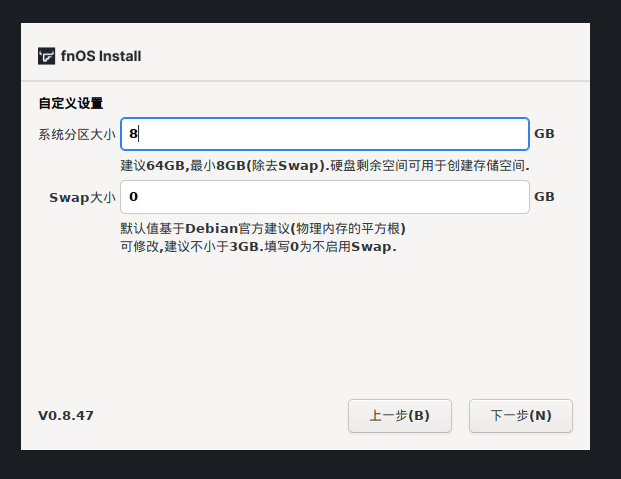 fnOS Install
自定义设置
系统分区大小 8 GB
建议64GB,最小8GB(除去Swap).硬盘剩余空间可用于创建存储空间.
Swap大小 0 GB
默认值基于Debian官方建议(物理内存的平方根)
可修改,建议不小于3GB.填写0为不启用Swap.
V0.8.47 上一步(B) 下一步(N)